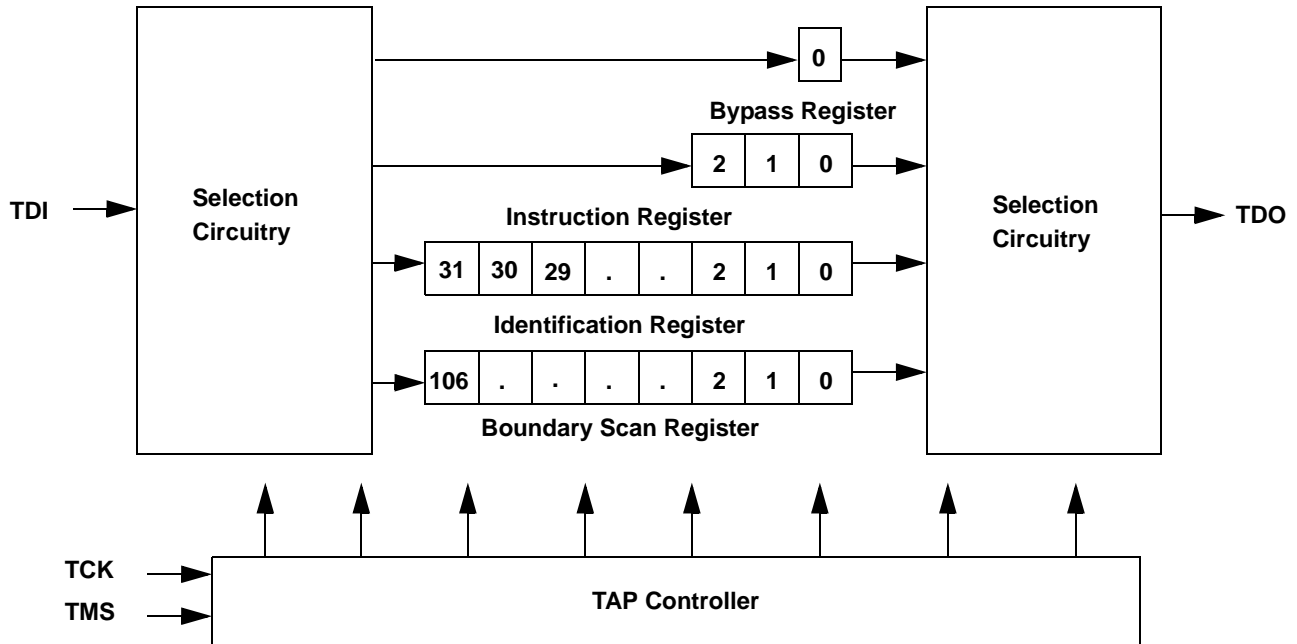 0
Bypass Register
2 1 0
TDI
Selection
Circuitry
Selection
Circuitry
TDO
Instruction Register
31 30 29 . . 2 1 0
Identification Register
106 . . . . 2 1 0
Boundary Scan Register
TCK
TMS
TAP Controller